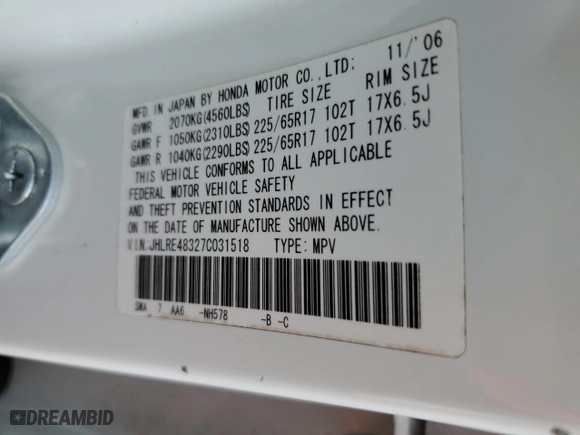 MFD. IN JAPAN BY HONDA MOTOR CO., LTD; 11/'06
GVWR 2070KG(4560LBS) TIRE SIZE RIM SIZE
GAWR F 1050KG(2310LBS) 225/65R17 102T 17X6.5J
GAWR R 1040KG(2290LBS) 225/65R17 102T 17X6.5J
THIS VEHICLE CONFORMS TO ALL APPLICABLE
FEDERAL MOTOR VEHICLE SAFETY
AND THEFT PREVENTION STANDARDS IN EFFECT
ON THE DATE OF MANUFACTURE SHOWN ABOVE.
V.I.N.:JHLRE48327C031518 TYPE: MPV
SWA 7 AA6 -NH578 -B -C
DREAMBID